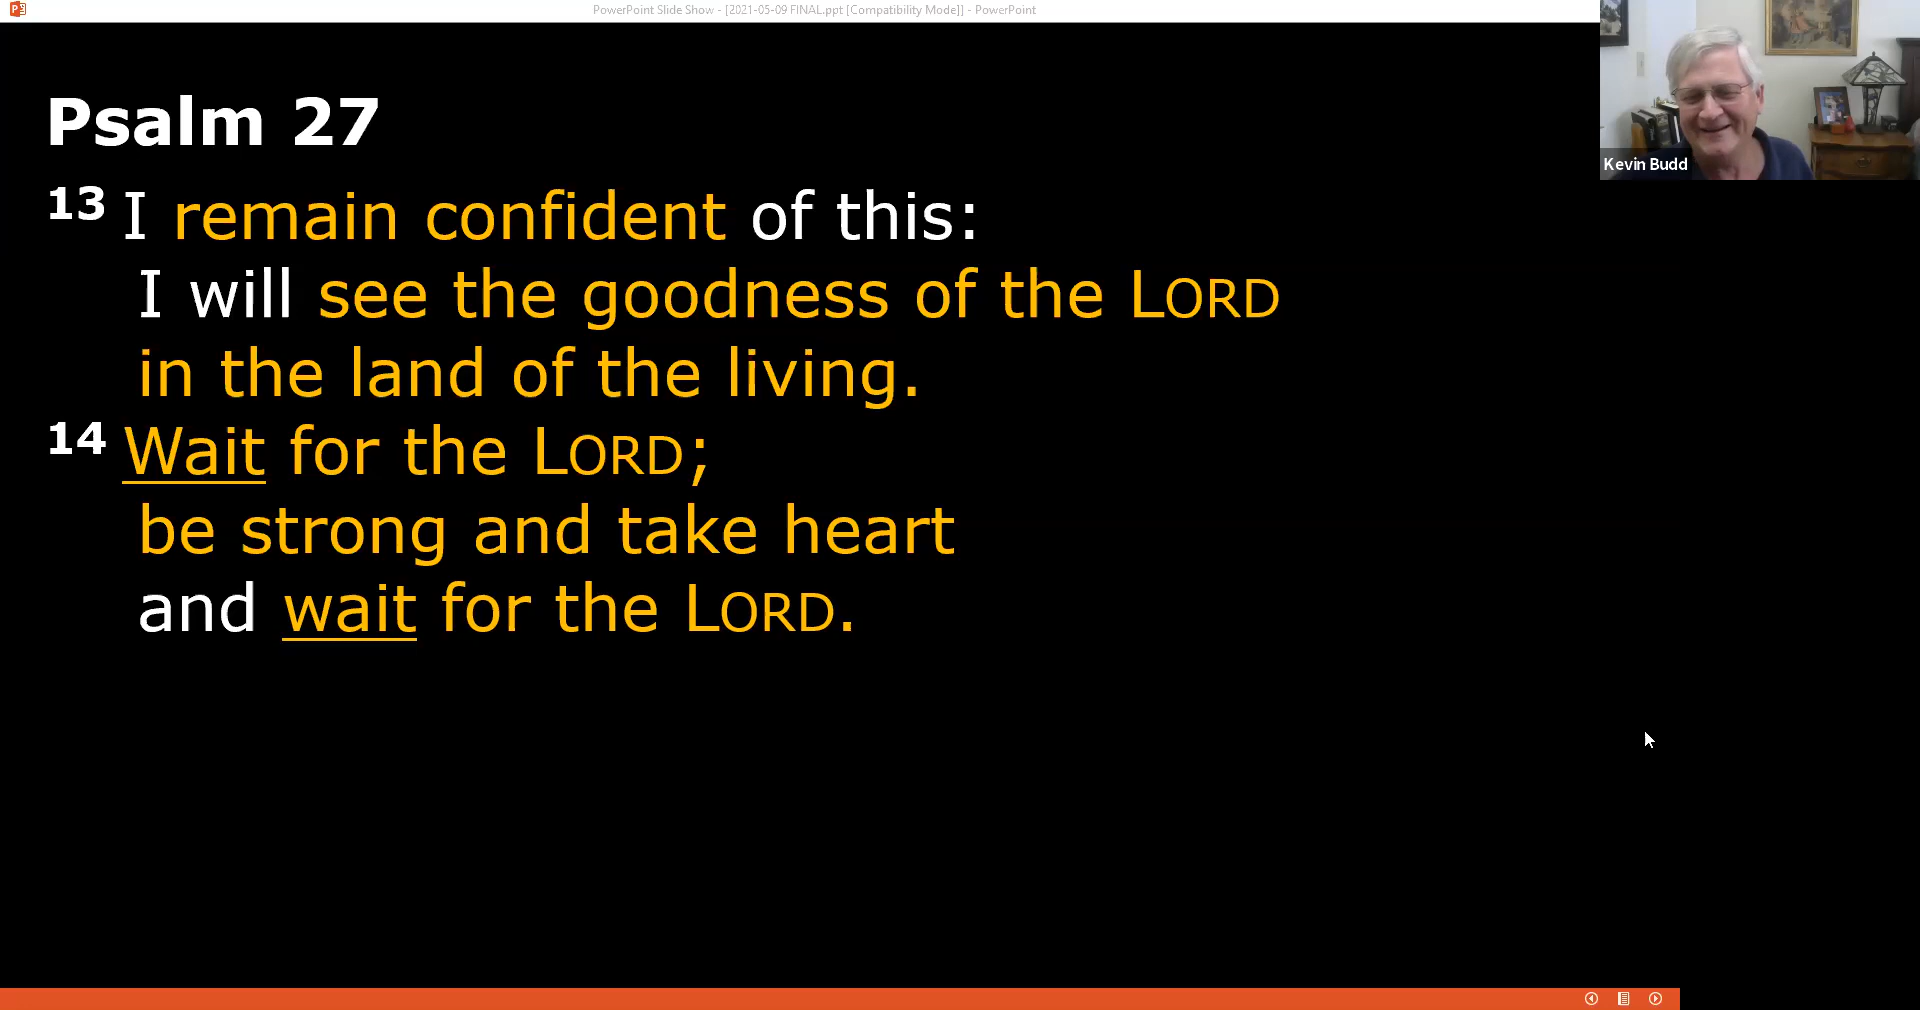 PowerPoint Slide Show - [2021-05-09 FINAL.ppt [Compatibility Mode]] - PowerPoint
Kevin Budd
Psalm 27
13 I remain confident of this:
I will see the goodness of the LORD
in the land of the living.
14 Wait for the LORD;
be strong and take heart
and wait for the LORD.